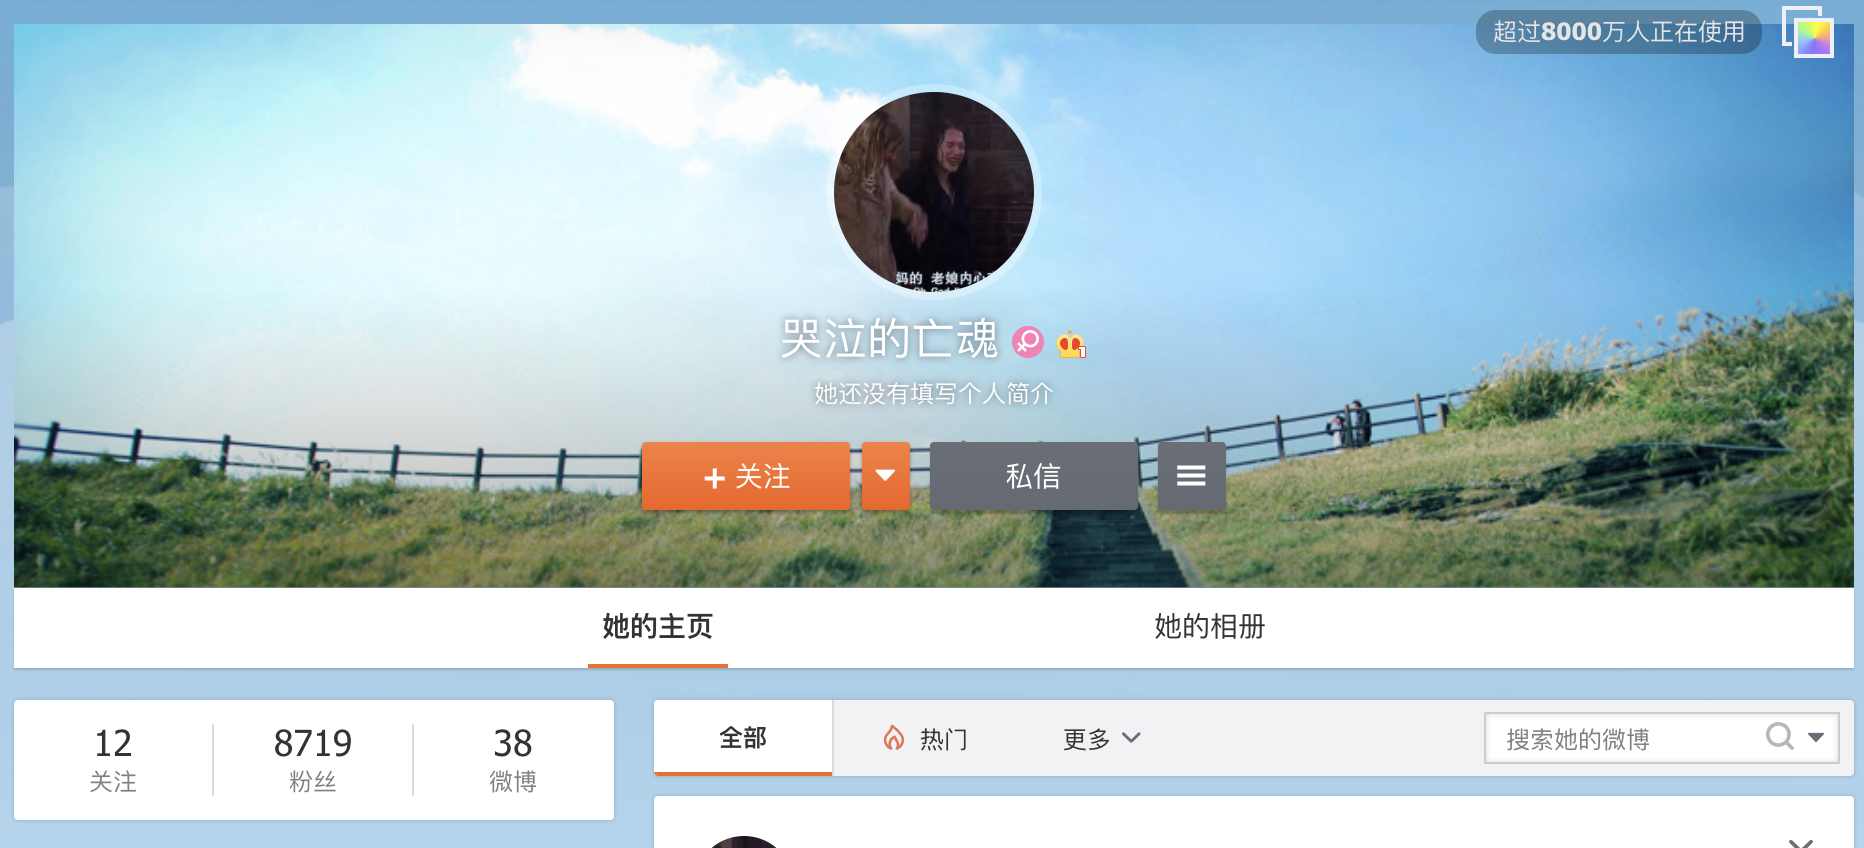 超过8000万人正在使用
妈的 老娘内心
哭泣的亡魂
她还没有填写个人简介
+ 关注
私信
她的主页
她的相册
12
关注
8719
粉丝
38
微博
全部
热门
更多
搜索她的微博